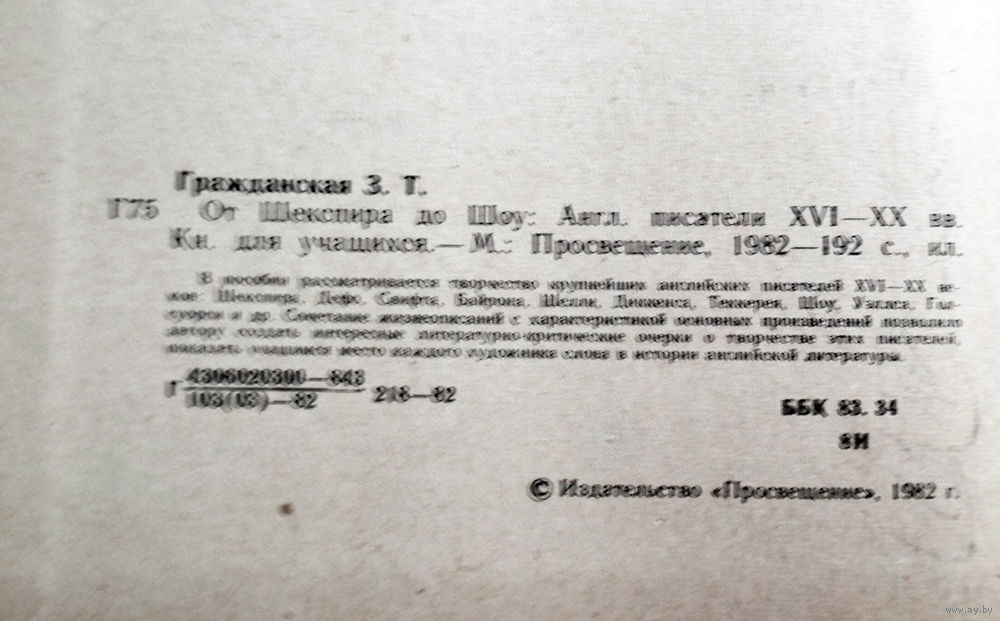 Гражданская З. Т.
Г75 От Шекспира до Шоу: Англ. писатели XVI—XX вв.
Кн. для учащихся.— М.: Просвещение, 1982—192 с., ил.
В пособии рассматривается творчество крупнейших английских писателей XVI—XX ве-
ков: Шекспира, Дефо, Свифта, Байрона, Шелли, Диккенса, Теккерея, Шоу, Уэллса, Гол-
суорси и др. Сочетание жизнеописаний с характеристикой основных произведений позволило
автору создать интересные литературно-критические очерки о творчестве этих писателей,
показать учащимся место каждого художника слова в истории английской литературы.
Г 4306020300—843
103(03)—82 218—82
ББК 83. 34
8И
© Издательство «Просвещение», 1982 г.
www.ay.by